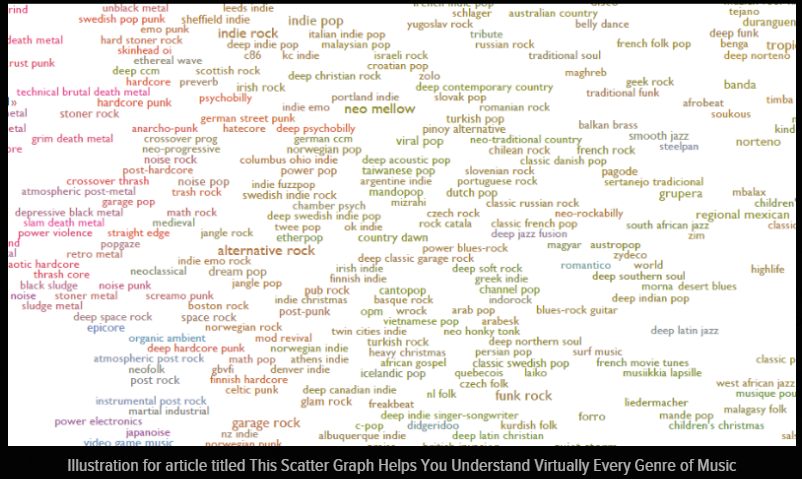 french indie pop disco
grind unblack metal leeds indie schlager australian country tejano
swedish pop punk sheffield indie indie pop yugoslav rock belly dance duranguen
emo punk indie rock italian indie pop tribute deep funk
death metal hard stoner rock deep indie pop malaysian pop russian rock french folk pop benga tropi
skinhead oi c86 kc indie israeli rock traditional soul deep norteno
crust punk ethereal wave croatian pop
deep ccm scottish rock deep christian rock zolo maghreb
hardcore preverb irish rock deep contemporary country geek rock banda
technical brutal death metal psychobilly portland indie slovak pop traditional funk timba
hardcore punk indie emo neo mellow romanian rock afrobeat
etal stoner rock german street punk turkish pop soukous
etal anarcho-punk hatecore deep psychobilly pinoy alternative balkan brass kind
grim death metal crossover prog german ccm viral pop neo-traditional country smooth jazz norteno
ore neo-progressive norwegian pop chilean rock french rock steelpan
noise rock columbus ohio indie deep acoustic pop classic danish pop
post-hardcore power pop taiwanese pop slovenian rock pagode
crossover thrash noise pop indie fuzzpop argentine indie portuguese rock sertanejo tradicional
atmospheric post-metal trash rock swedish indie rock mandopop dutch pop grupera mbalax
garage pop chamber psych mizrahi classic russian rock children'
depressive black metal math rock deep swedish indie pop czech rock neo-rockabilly regional mexican
slam death metal medieval twee pop ok indie rock catala classic french pop south african jazz classic
power violence straight edge jangle rock etherpop country dawn deep jazz fusion zim
nd popgaze power blues-rock magyar austropop
al retro metal alternative rock deep classic garage rock zydeco
aotic hardcore indie emo rock irish indie deep soft rock romantico world highlife
thrash core neoclassical dream pop finnish indie greek indie deep southern soul
black sludge noise punk jangle pop cantopop channel pop morna desert blues
noise stoner metal screamo punk pub rock indie christmas basque rock indorock deep indian pop
sludge metal boston rock post-punk opm wrock arab pop blues-rock guitar
deep space rock space rock vietnamese pop arabesk
epicore norwegian rock twin cities indie neo honky tonk deep latin jazz
organic ambient mod revival turkish rock deep northern soul
deep hardcore punk norwegian indie heavy christmas persian pop surf music
atmospheric post rock math pop athens indie african gospel classic swedish pop french movie tunes classic p
neofolk gbvfi denver indie icelandic pop quebecois laiko musiikkia lapsille
post rock finnish hardcore czech folk west african jazz
celtic punk deep canadian indie nl folk funk rock musique pou
instrumental post rock glam rock freakbeat liedermacher
martial industrial deep indie singer-songwriter forro mande pop malagasy folk
power electronics garage rock c-pop didgeridoo kurdish folk children's christmas
japanoise nz indie albuquerque indie deep latin christian sals
video game music norwegian punk praise british invasion quiet storm
Illustration for article titled This Scatter Graph Helps You Understand Virtually Every Genre of Music